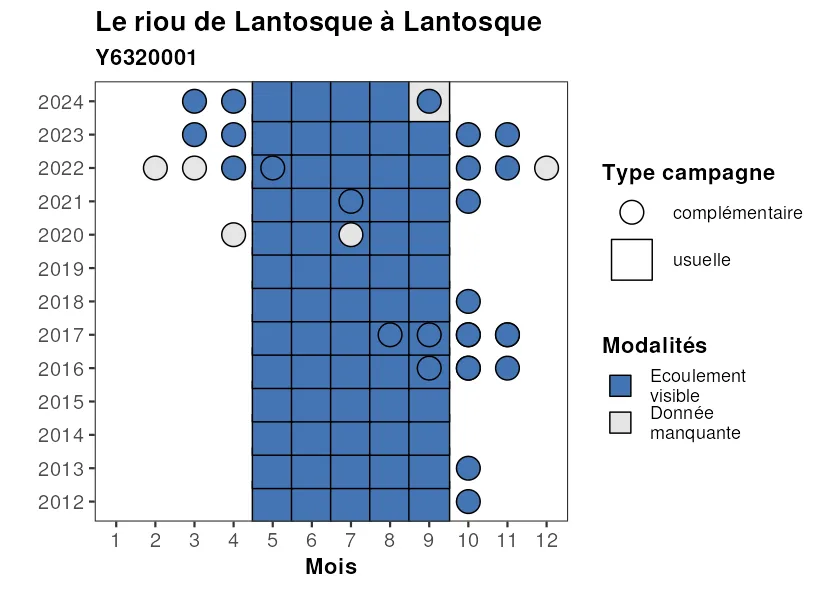 Le riou de Lantosque à Lantosque
Y6320001
2024
2023
2022
2021
2020
2019
2018
2017
2016
2015
2014
2013
2012
1 2 3 4 5 6 7 8 9 10 11 12
Mois
Type campagne
complémentaire
usuelle
Modalités
Ecoulement
visible
Donnée
manquante